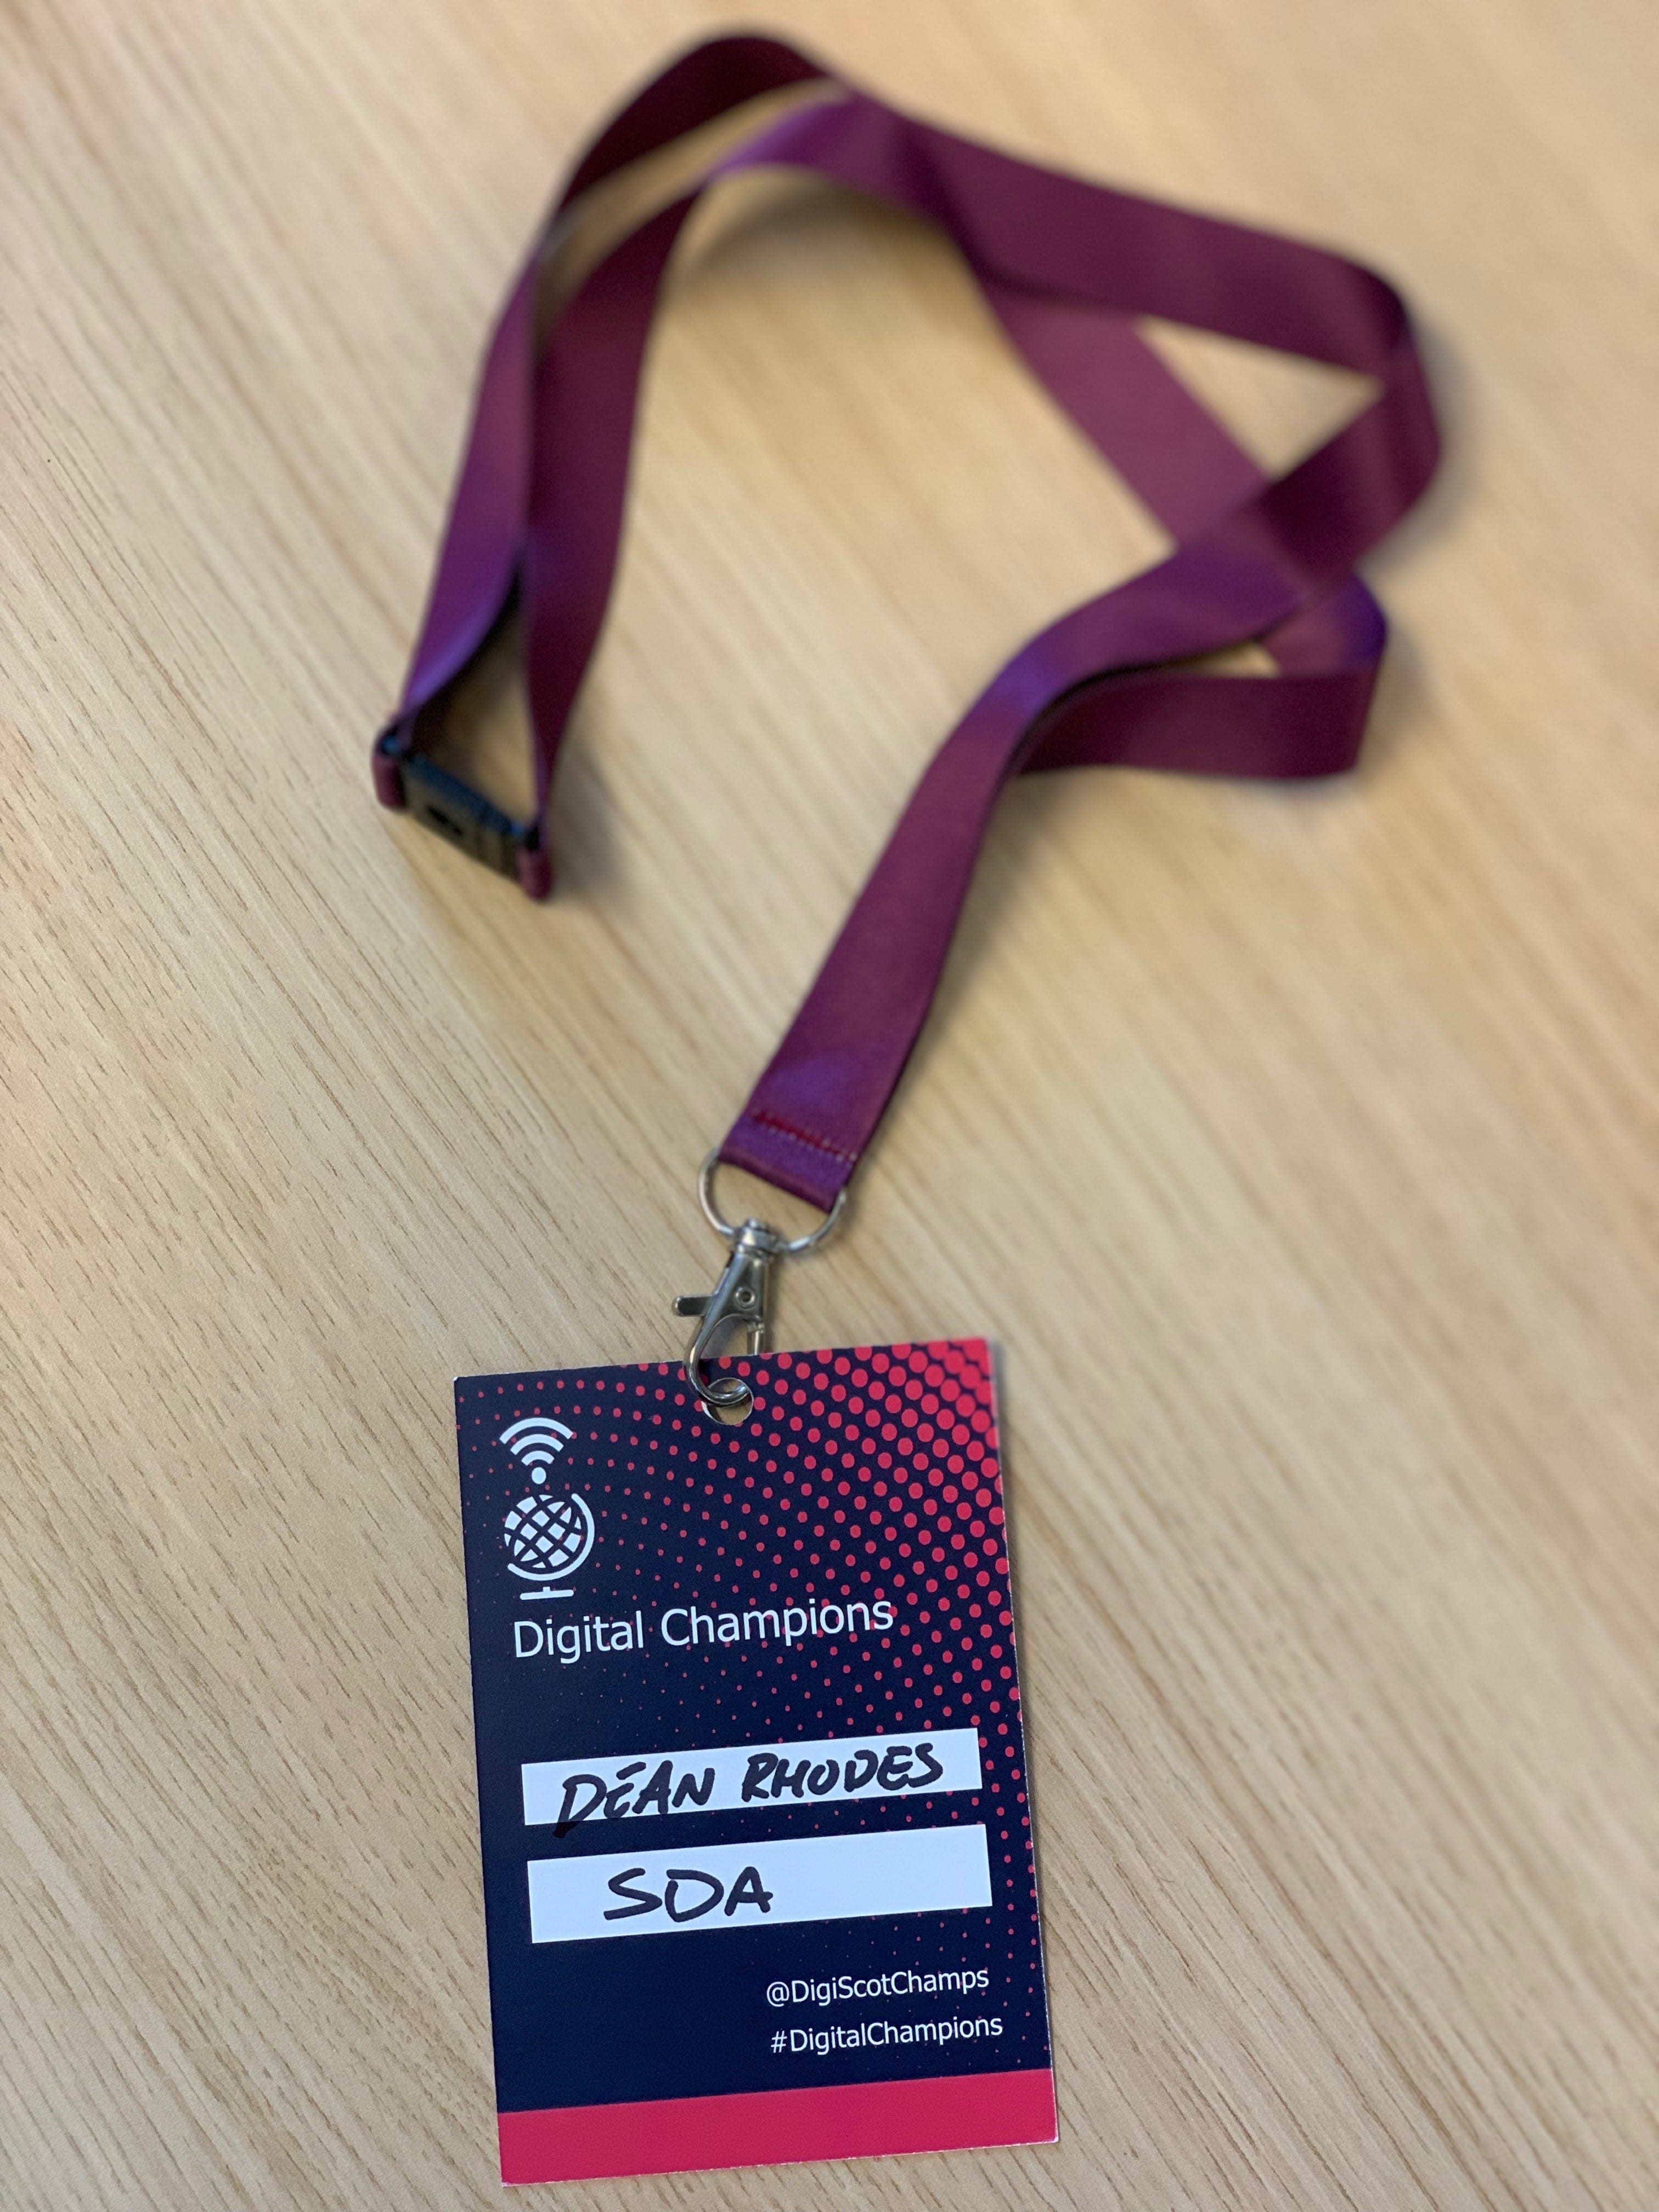 Digital Champions
DEAN RHODES
SDA
@DigiScotChamps
#DigitalChampions